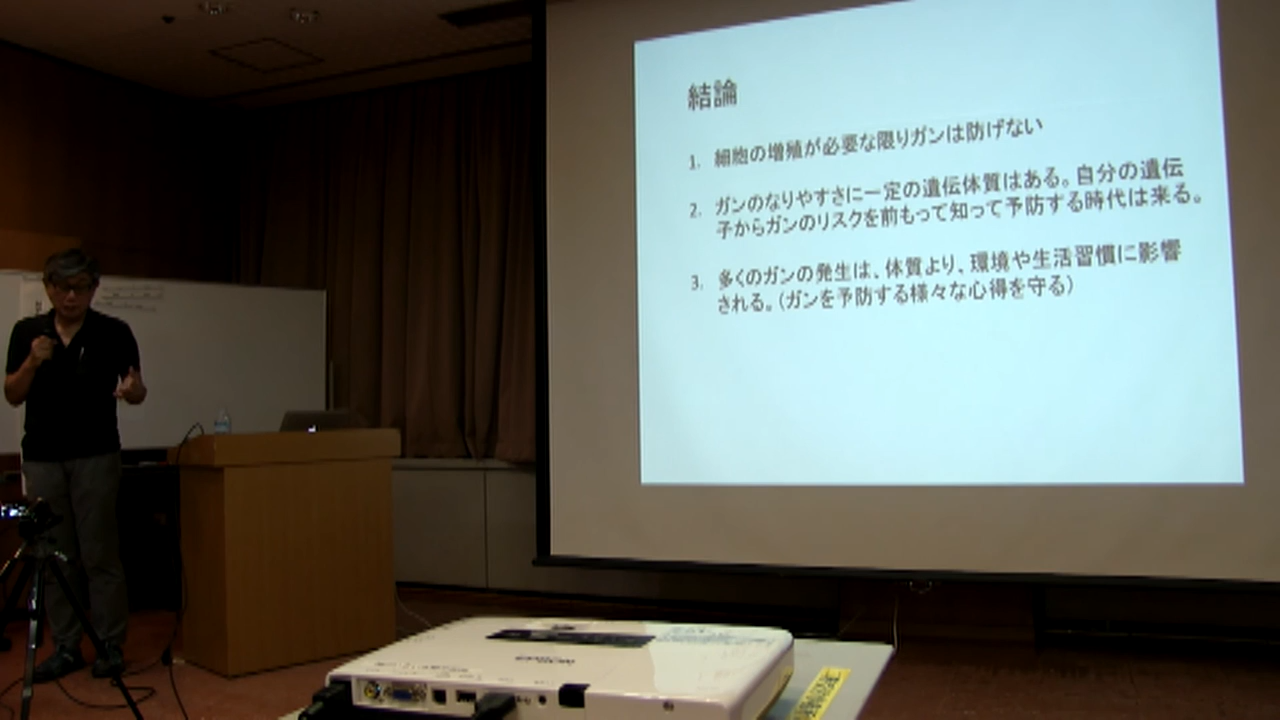 結論
1. 細胞の増殖が必要な限りガンは防げない
2. ガンのなりやすさに一定の遺伝体質はある。自分の遺伝
子からガンのリスクを前もって知って予防する時代は来る。
3. 多くのガンの発生は、体質より、環境や生活習慣に影響
される。(ガンを予防する様々な心得を守る)